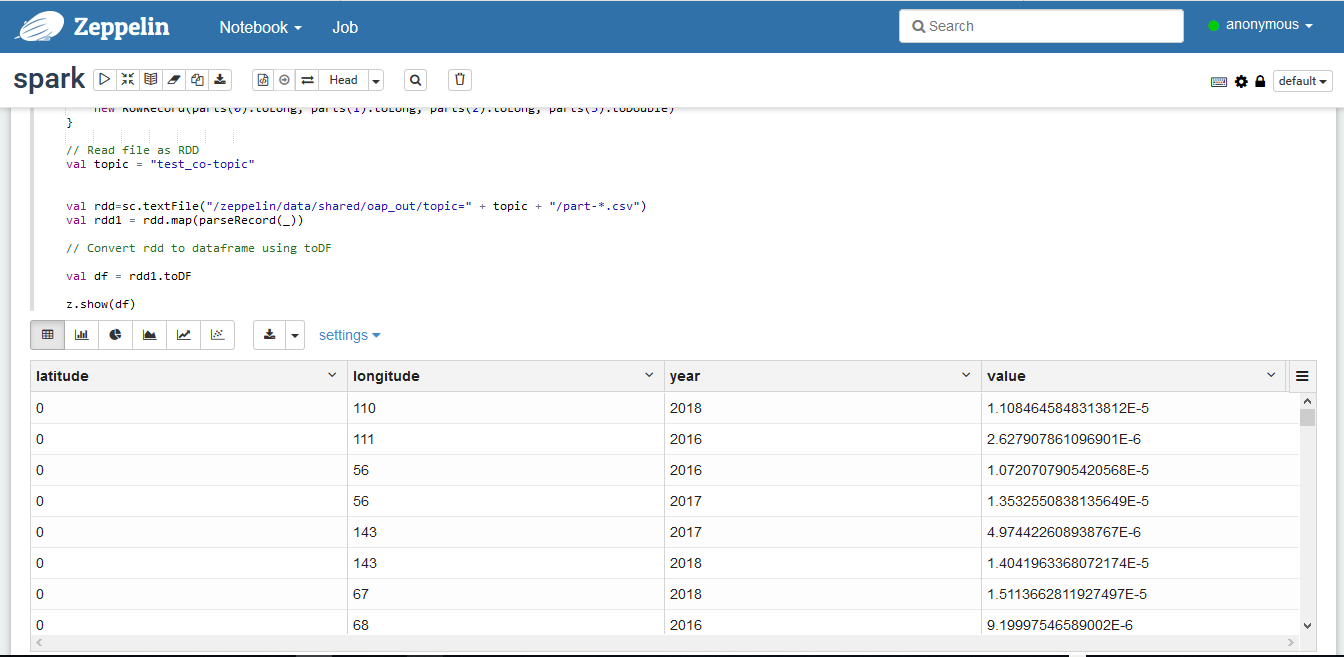 Zeppelin Notebook Job Search anonymous
spark Head default
new RowRecord(parts(0).toLong, parts(1).toLong, parts(2).toLong, parts(3).toDouble)
}
// Read file as RDD
val topic = "test_co-topic"
val rdd=sc.textFile("/zeppelin/data/shared/oap_out/topic=" + topic + "/part-*.csv")
val rdd1 = rdd.map(parseRecord(_))
// Convert rdd to dataframe using toDF
val df = rdd1.toDF
z.show(df)
settings
latitude longitude year value
0 110 2018 1.1084645848313812E-5
0 111 2016 2.627907861096901E-6
0 56 2016 1.0720707905420568E-5
0 56 2017 1.3532550838135649E-5
0 143 2017 4.974422608938767E-6
0 143 2018 1.4041963368072174E-5
0 67 2018 1.5113662811927497E-5
0 68 2016 9.19997546589002E-6